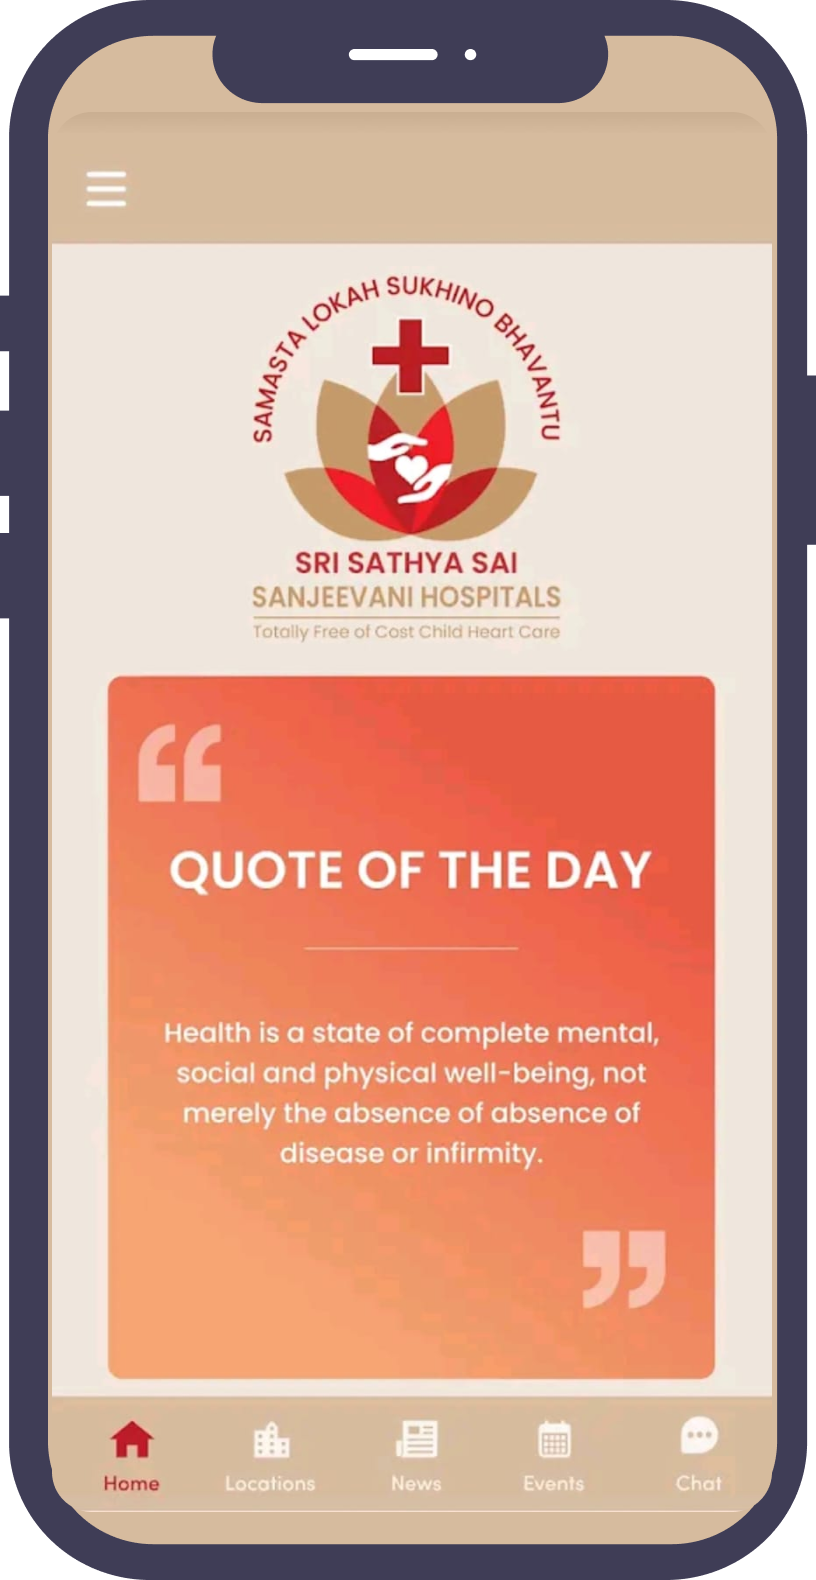 SAMASTA LOKAH SUKHINO BHAVANTU
SRI SATHYA SAI
SANJEEVANI HOSPITALS
Totally Free of Cost Child Heart Care
“
QUOTE OF THE DAY
Health is a state of complete mental,
social and physical well-being, not
merely the absence of absence of
disease or infirmity.
”
Home Locations News Events Chat